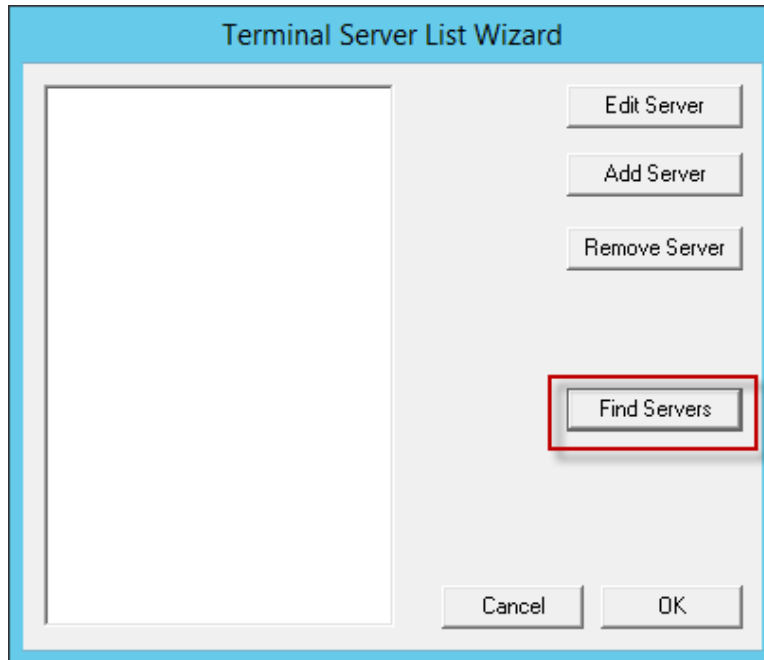 Terminal Server List Wizard
Edit Server
Add Server
Remove Server
Find Servers
Cancel
OK